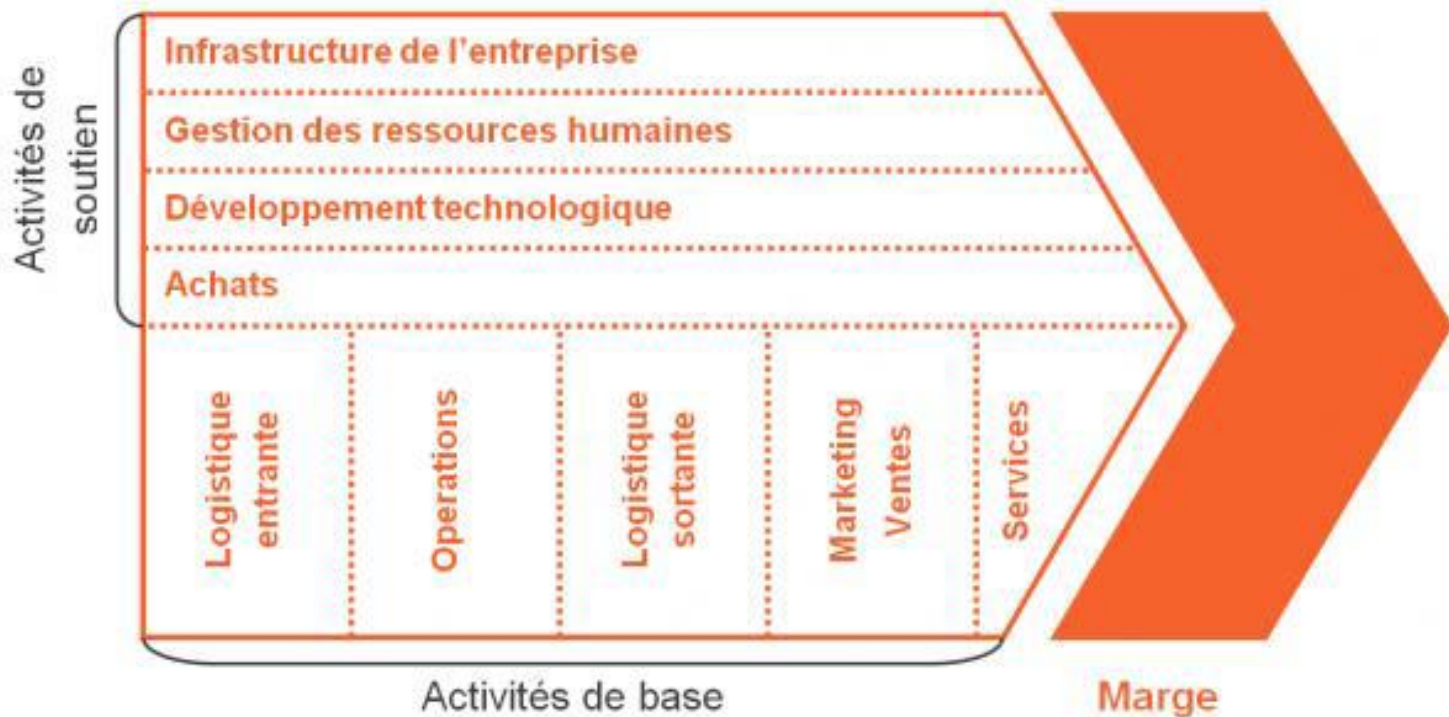 Activités de
soutien
Infrastructure de l’entreprise
Gestion des ressources humaines
Développement technologique
Achats
Logistique
entrante
Operations
Logistique
sortante
Marketing
Ventes
Services
Activités de base
Marge